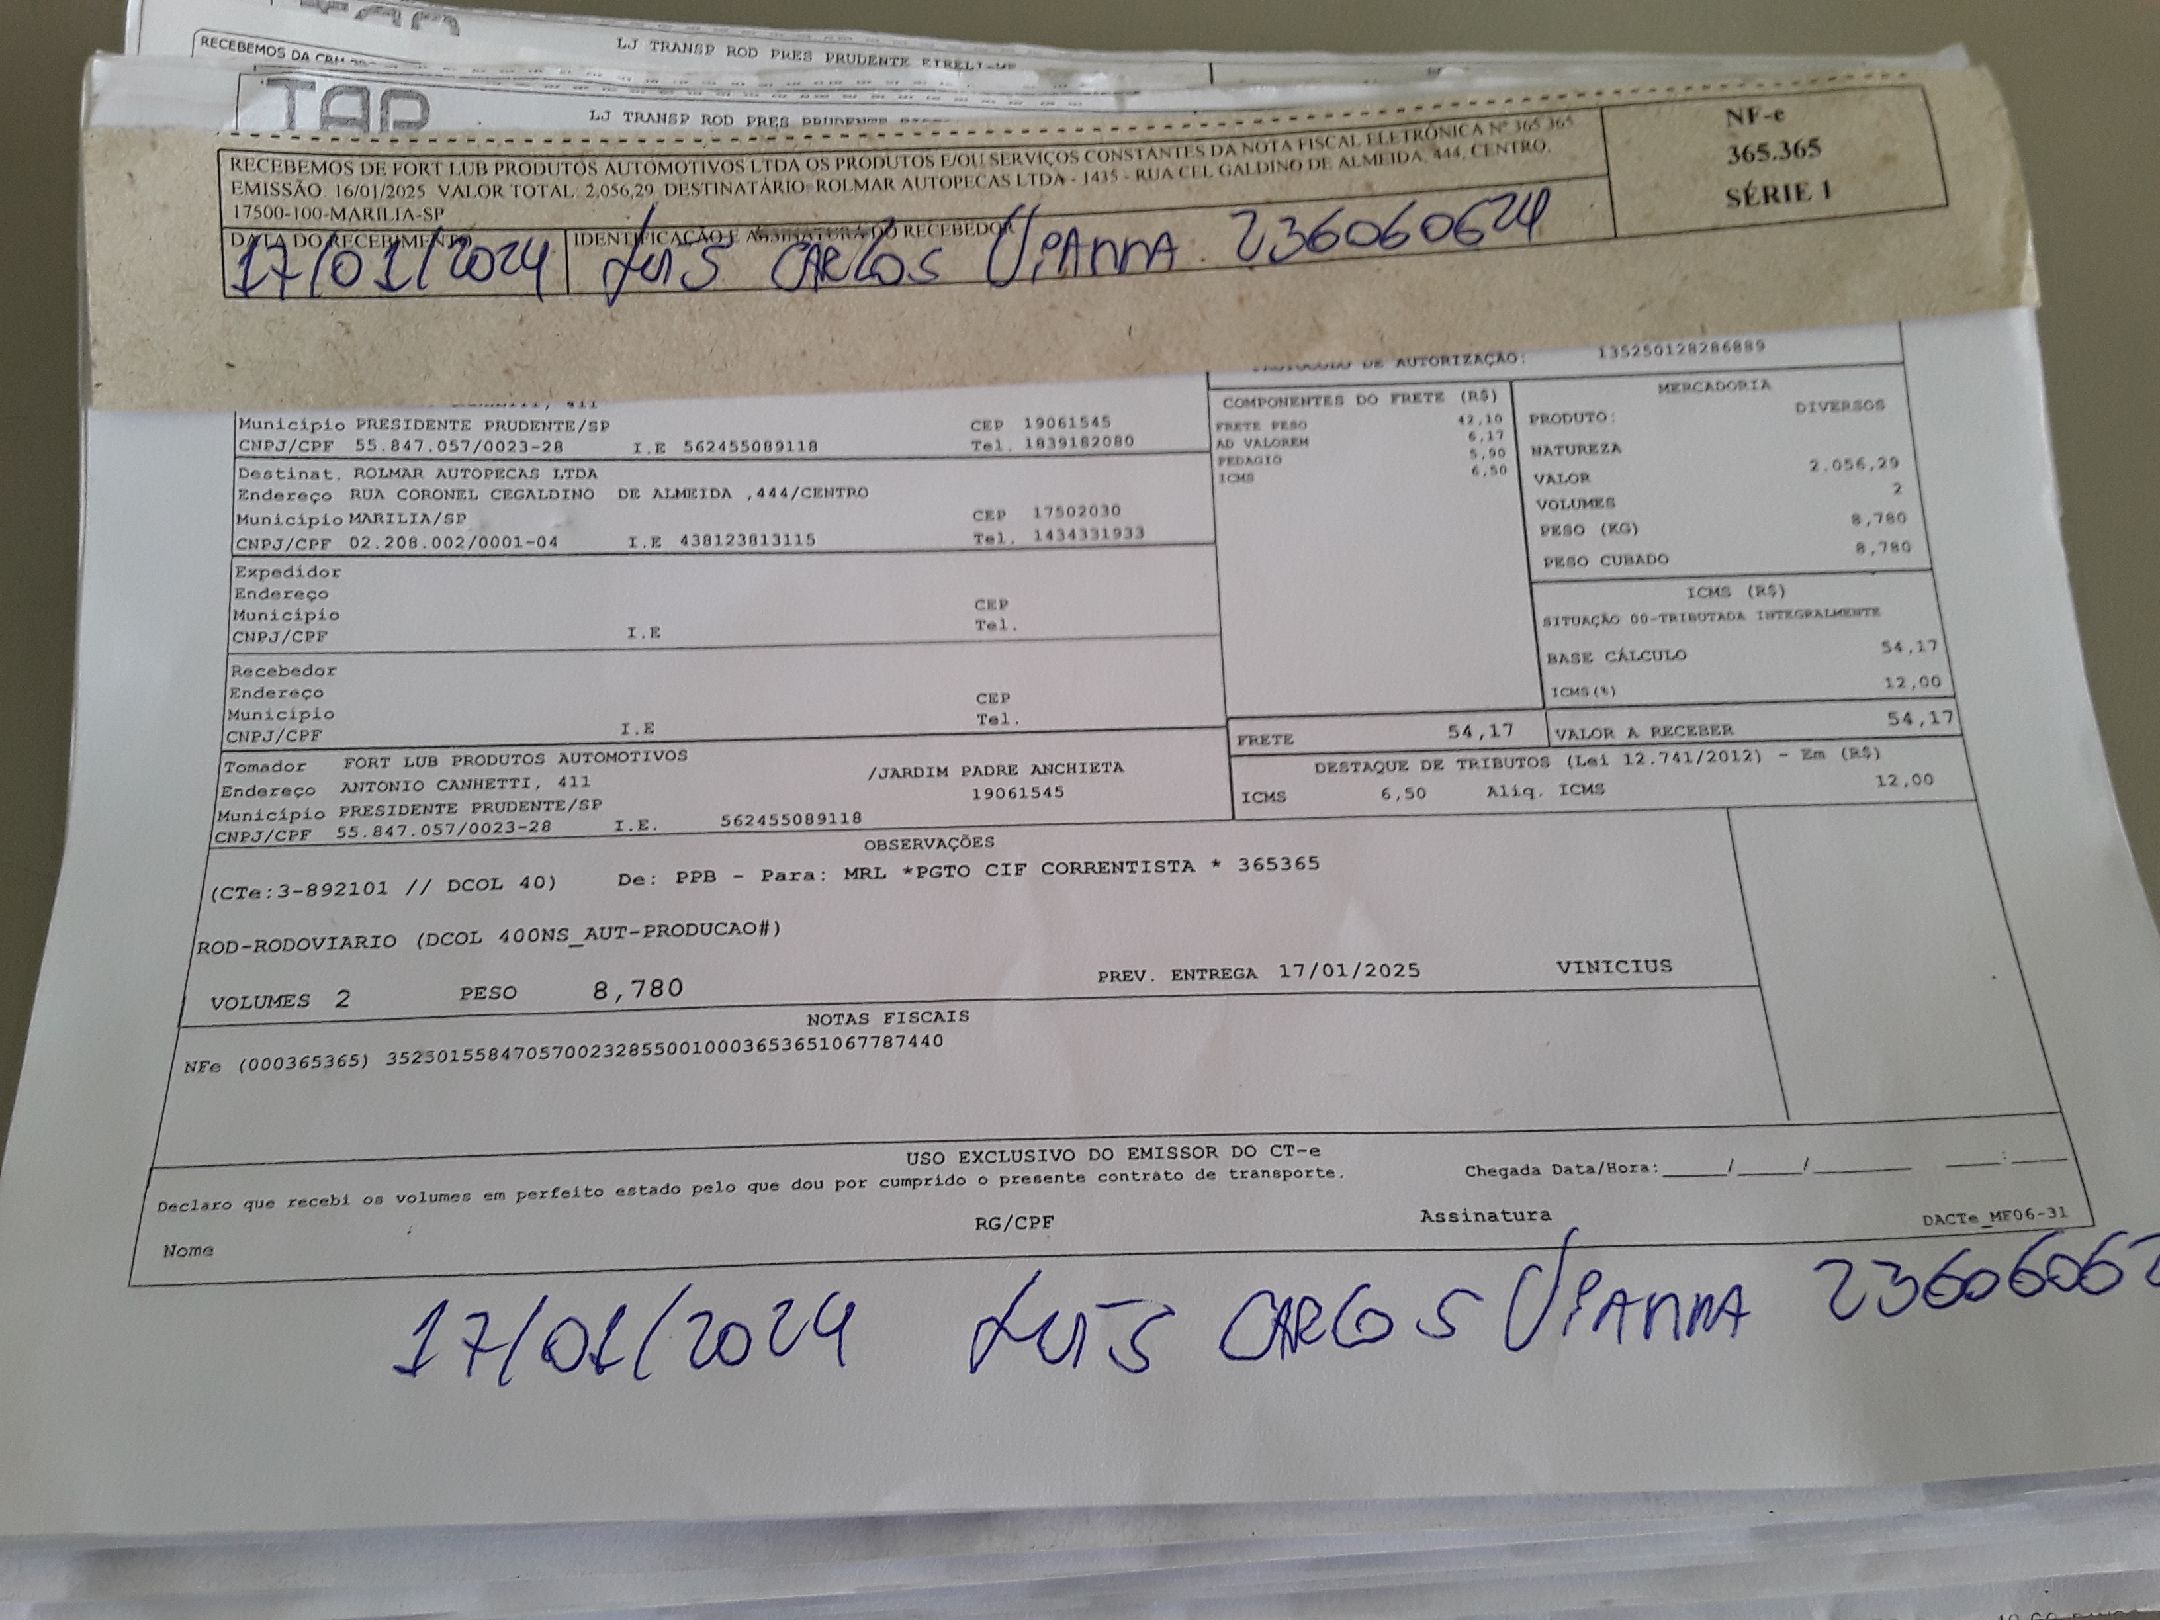 LJ TRANSP ROD PRES PRUDENTE EIRELI-ME
RECEBEMOS DA
TAP
LJ TRANSP ROD PRES PRUDENTE
RECEBEMOS DE FORT LUB PRODUTOS AUTOMOTIVOS LTDA OS PRODUTOS E/OU SERVIÇOS CONSTANTES DA NOTA FISCAL ELETRÔNICA Nº 365.365
EMISSÃO: 16/01/2025 VALOR TOTAL: 2.056,29 DESTINATÁRIO: ROLMAR AUTOPECAS LTDA - 1435 - RUA CEL GALDINO DE ALMEIDA, 444, CENTRO,
17500-100-MARILIA-SP
NF-e
365.365
SÉRIE 1
DATA DO RECEBIMENTO
IDENTIFICAÇÃO E ASSINATURA DO RECEBEDOR
17/01/2024 LUIS CARLOS VIANNA 236060624
PROTOCOLO DE AUTORIZAÇÃO: 135250128286889
411
Município PRESIDENTE PRUDENTE/SP CEP 19061545
CNPJ/CPF 55.847.057/0023-28 I.E 562455089118 Tel. 1839182080
Destinat. ROLMAR AUTOPECAS LTDA
Endereço RUA CORONEL CEGALDINO DE ALMEIDA ,444/CENTRO
Município MARILIA/SP CEP 17502030
CNPJ/CPF 02.208.002/0001-04 I.E 438123813115 Tel. 1434331933
Expedidor
Endereço
Município CEP
CNPJ/CPF I.E Tel.
Recebedor
Endereço
Município CEP
CNPJ/CPF I.E Tel.
Tomador FORT LUB PRODUTOS AUTOMOTIVOS
Endereço ANTONIO CANHETTI, 411 /JARDIM PADRE ANCHIETA
Município PRESIDENTE PRUDENTE/SP 19061545
CNPJ/CPF 55.847.057/0023-28 I.E. 562455089118
COMPONENTES DO FRETE (R$)
FRETE PESO 42,10
AD VALOREM 6,17
PEDAGIO 5,90
ICMS 6,50
MERCADORIA
PRODUTO: DIVERSOS
NATUREZA
VALOR 2.056,29
VOLUMES 2
PESO (KG) 8,780
PESO CUBADO 8,780
ICMS (R$)
SITUAÇÃO 00-TRIBUTADA INTEGRALMENTE
BASE CÁLCULO 54,17
ICMS(%) 12,00
FRETE 54,17 VALOR A RECEBER 54,17
DESTAQUE DE TRIBUTOS (Lei 12.741/2012) - Em (R$)
ICMS 6,50 Aliq. ICMS 12,00
OBSERVAÇÕES
(CTe:3-892101 // DCOL 40) De: PPB - Para: MRL *PGTO CIF CORRENTISTA * 365365
ROD-RODOVIARIO (DCOL 400NS_AUT-PRODUCAO#)
VOLUMES 2 PESO 8,780 PREV. ENTREGA 17/01/2025 VINICIUS
NOTAS FISCAIS
NFe (000365365) 35250155847057002328550010003653651067787440
USO EXCLUSIVO DO EMISSOR DO CT-e
Declaro que recebi os volumes em perfeito estado pelo que dou por cumprido o presente contrato de transporte. Chegada Data/Hora:_____/_____/_______ ____:____
Nome RG/CPF Assinatura DACTe_MF06-31
17/01/2024 LUIS CARLOS VIANNA 23606062